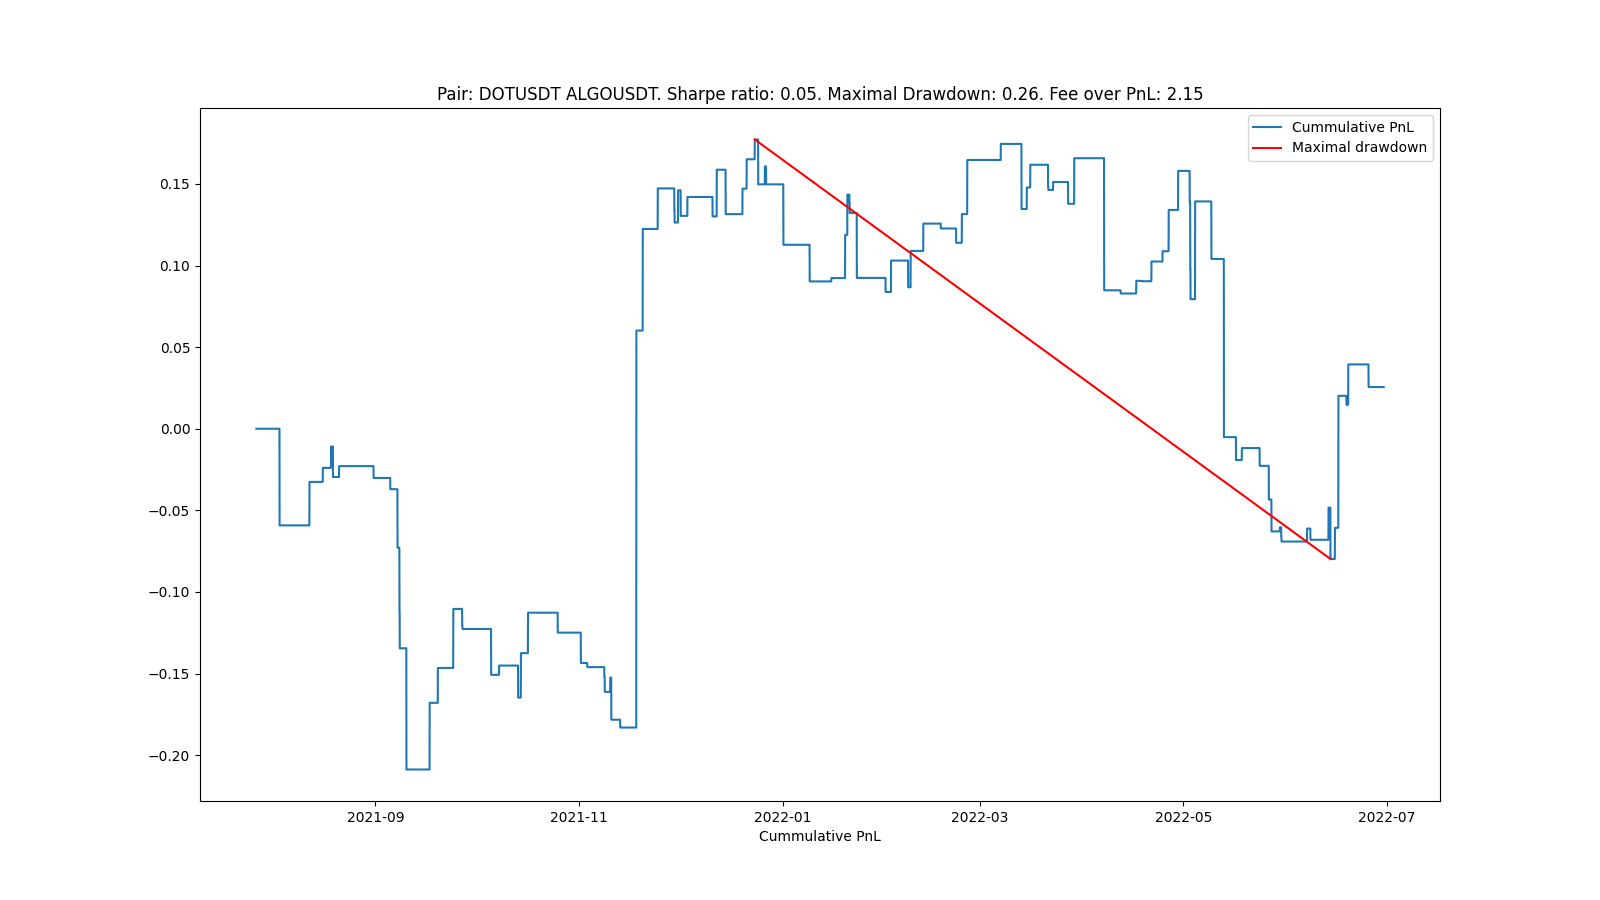 Pair: DOTUSDT ALGOUSDT. Sharpe ratio: 0.05. Maximal Drawdown: 0.26. Fee over PnL: 2.15
Cummulative PnL
Maximal drawdown
0.15
0.10
0.05
0.00
−0.05
−0.10
−0.15
−0.20
2021-09 2021-11 2022-01 2022-03 2022-05 2022-07
Cummulative PnL